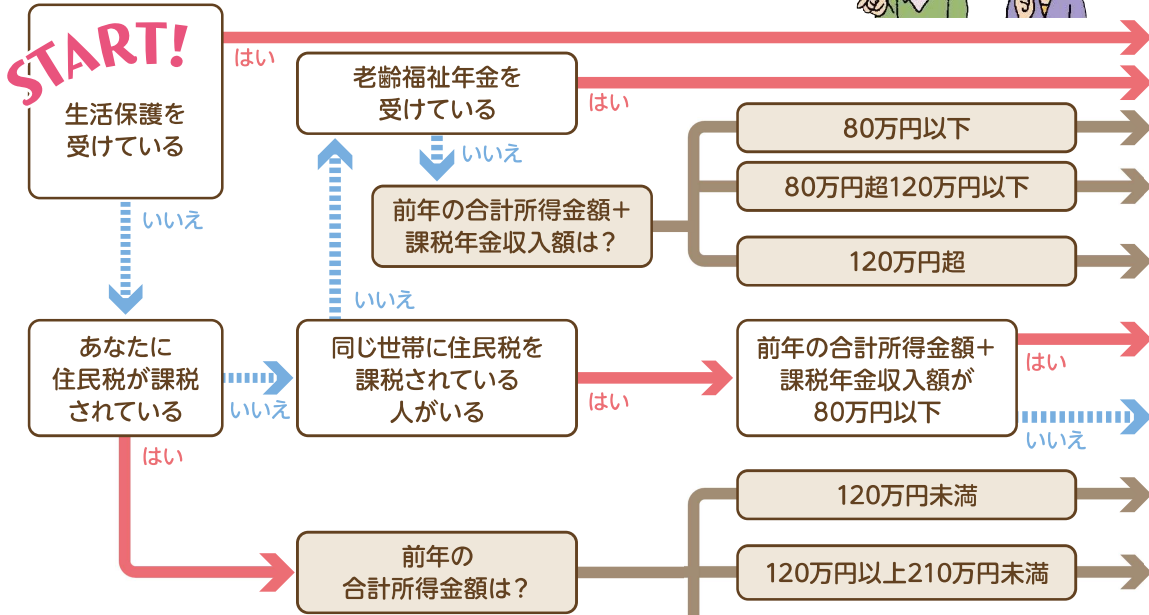 START!
生活保護を
受けている
はい
いいえ
老齢福祉年金を
受けている
はい
いいえ
前年の合計所得金額＋
課税年金収入額は？
80万円以下
80万円超120万円以下
120万円超
あなたに
住民税が課税
されている
いいえ
はい
同じ世帯に住民税を
課税されている
人がいる
いいえ
はい
前年の合計所得金額＋
課税年金収入額が
80万円以下
はい
いいえ
前年の
合計所得金額は？
120万円未満
120万円以上210万円未満